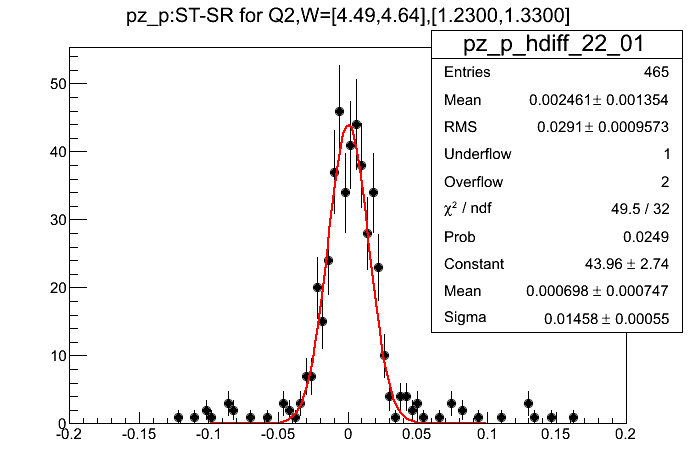 pz_p:ST-SR for Q2,W=[4.49,4.64],[1.2300,1.3300]
pz_p_hdiff_22_01
Entries 465
Mean 0.002461± 0.001354
RMS 0.0291± 0.0009573
Underflow 1
Overflow 2
χ² / ndf 49.5 / 32
Prob 0.0249
Constant 43.96 ± 2.74
Mean 0.000698 ± 0.000747
Sigma 0.01458 ± 0.00055
50
40
30
20
10
0
-0.2 -0.15 -0.1 -0.05 0 0.05 0.1 0.15 0.2